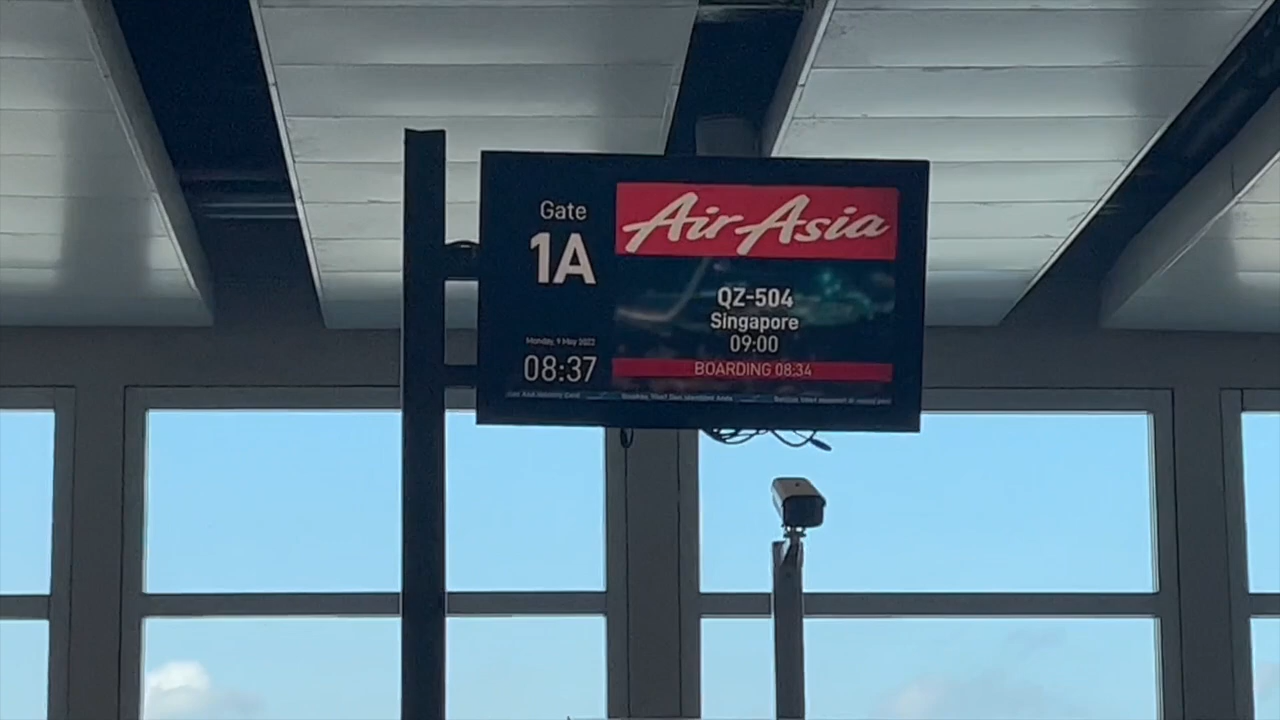 Gate
1A
Monday, 9 May 2022
08:37
AirAsia
QZ-504
Singapore
09:00
BOARDING 08:34